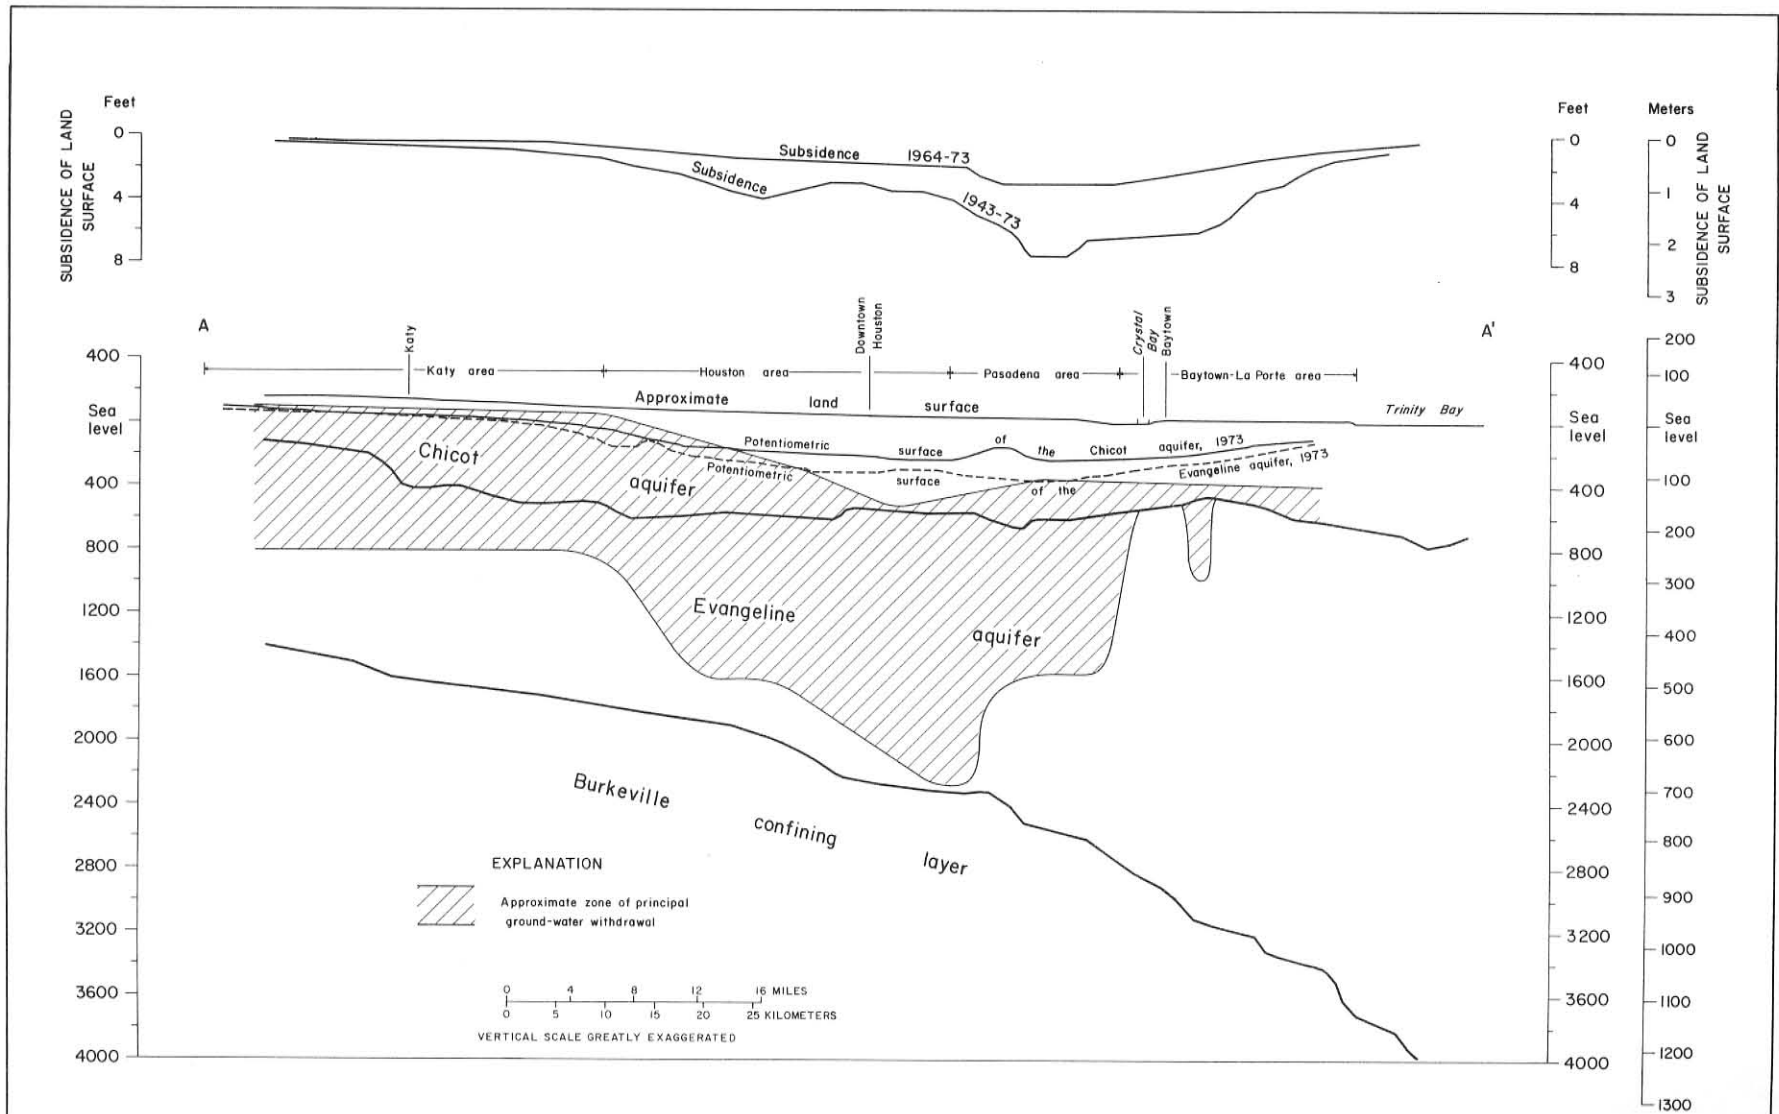 Feet
SUBSIDENCE OF LAND
SURFACE
0
4
8
Subsidence 1964-73
Subsidence
1943-73
Feet
0
4
8
Meters
0
1
2
3
SUBSIDENCE OF LAND
SURFACE
A
A'
Katy
Downtown
Houston
Crystal
Bay
Baytown
Katy area
Houston area
Pasadena area
Baytown-La Porte area
400
Sea
level
400
800
1200
1600
2000
2400
2800
3200
3600
4000
Approximate land surface
Trinity Bay
Potentiometric surface of the Chicot aquifer, 1973
Potentiometric surface of the Evangeline aquifer, 1973
Chicot
aquifer
Evangeline
aquifer
Burkeville confining layer
EXPLANATION
Approximate zone of principal
ground-water withdrawal
0 4 8 12 16 MILES
0 5 10 15 20 25 KILOMETERS
VERTICAL SCALE GREATLY EXAGGERATED
400
Sea
level
400
800
1200
1600
2000
2400
2800
3200
3600
4000
200
100
Sea
level
100
200
300
400
500
600
700
800
900
1000
1100
1200
1300